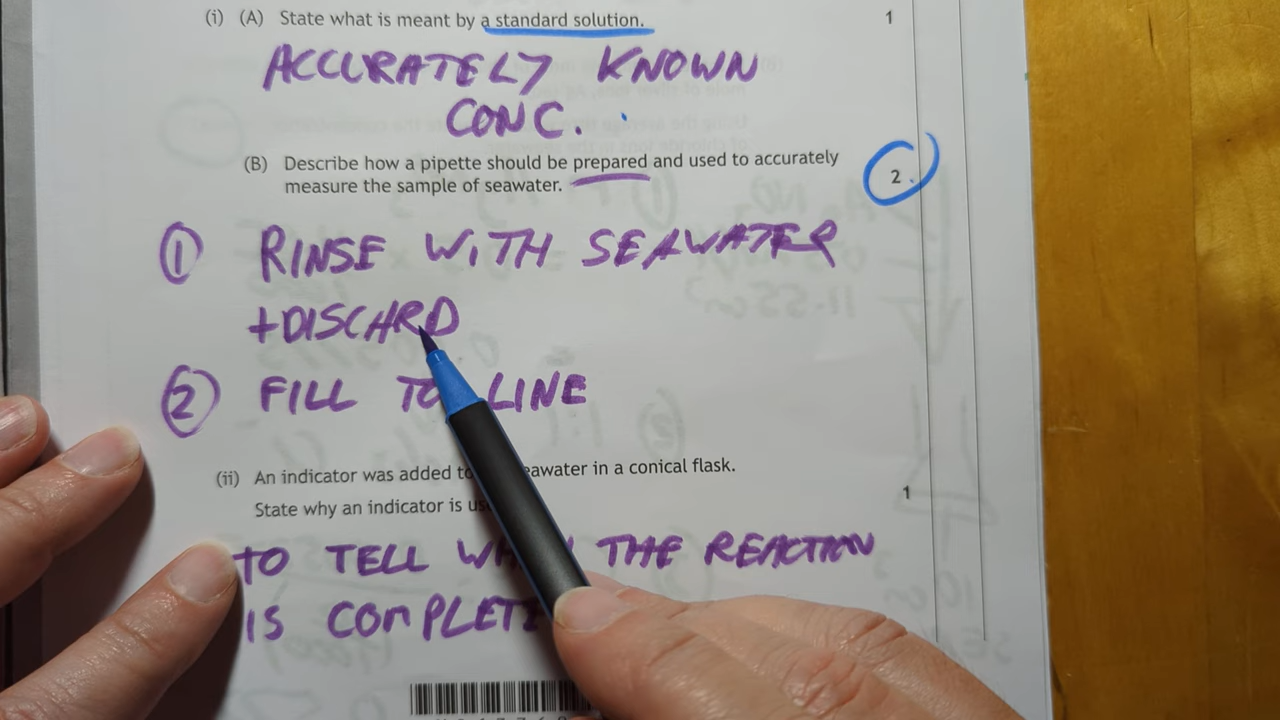 (i) (A) State what is meant by a standard solution. 1
ACCURATELY KNOWN
CONC.
(B) Describe how a pipette should be prepared and used to accurately
measure the sample of seawater. 2
① RINSE WITH SEAWATER
+DISCARD
② FILL TO LINE
(ii) An indicator was added to seawater in a conical flask.
State why an indicator is 1
TO TELL THE REACTION
IS COMPLETE